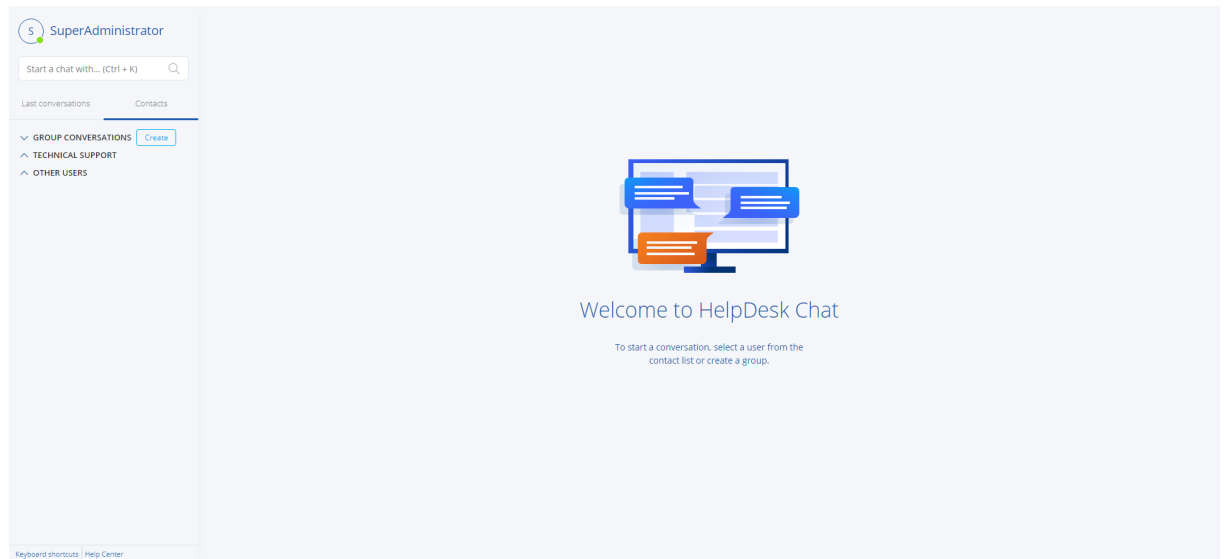 S SuperAdministrator
Start a chat with... (Ctrl + K)
Last conversations Contacts
GROUP CONVERSATIONS Create
TECHNICAL SUPPORT
OTHER USERS
Welcome to HelpDesk Chat
To start a conversation, select a user from the
contact list or create a group.
Keyboard shortcuts Help Center